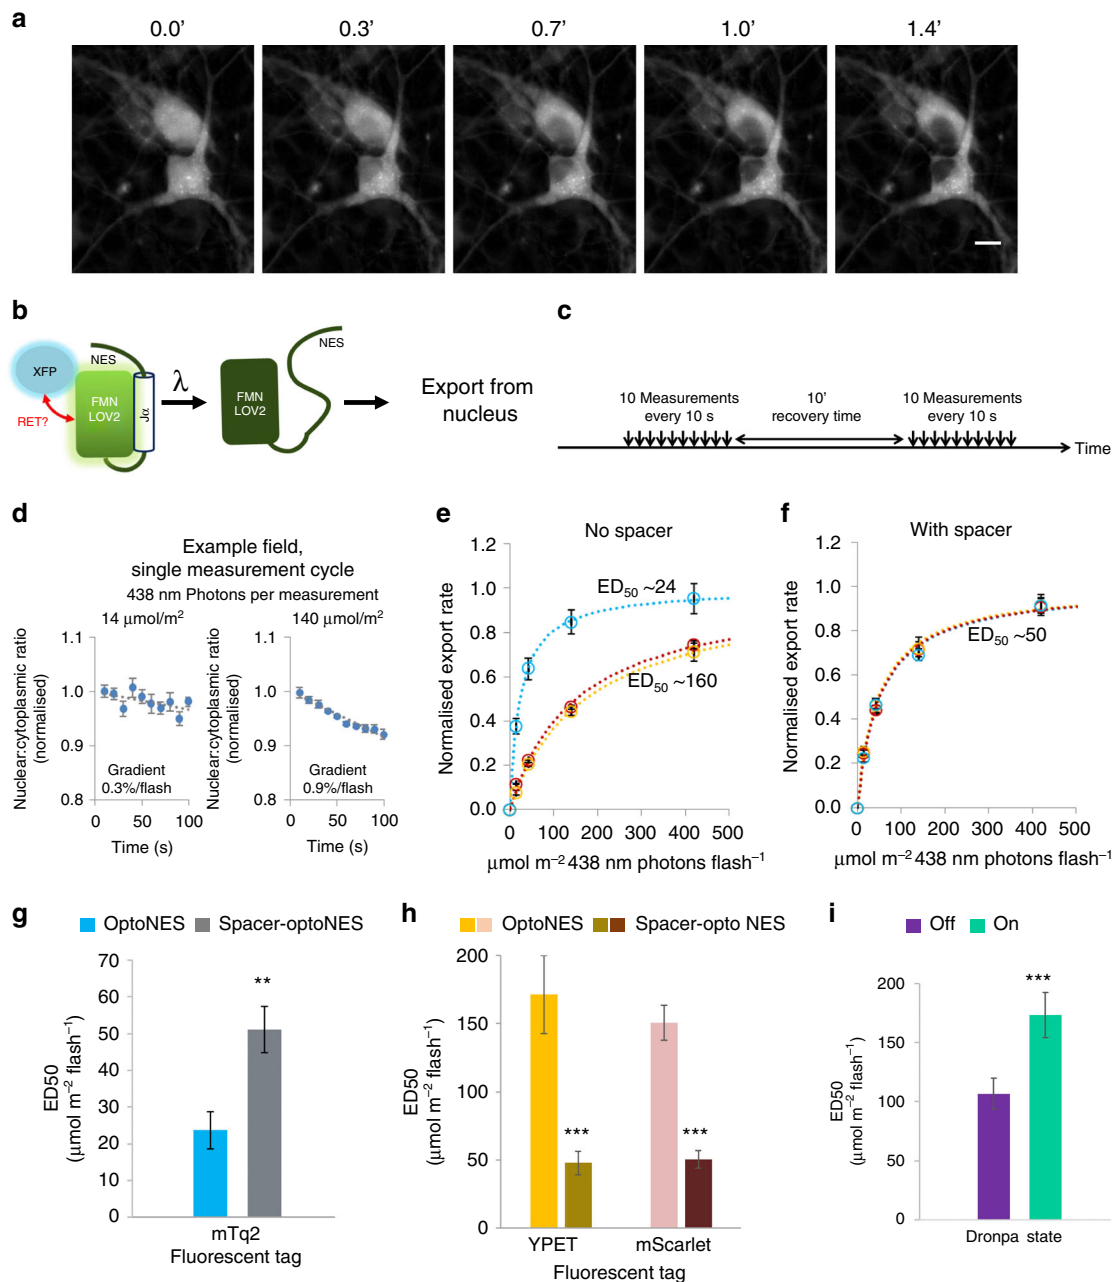 a
0.0' 0.3' 0.7' 1.0' 1.4'
b
XFP
NES
FMN
LOV2
Jα
RET?
λ
FMN
LOV2
NES
Export from
nucleus
c
10 Measurements
every 10 s
10'
recovery time
10 Measurements
every 10 s
Time
d
Example field,
single measurement cycle
438 nm Photons per measurement
14 μmol/m²
Nuclear:cytoplasmic ratio
(normalised)
1.1
1.0
0.9
0.8
Gradient
0.3%/flash
0 50 100
Time (s)
140 μmol/m²
Nuclear:cytoplasmic ratio
(normalised)
1.1
1.0
0.9
0.8
Gradient
0.9%/flash
0 50 100
Time (s)
e
No spacer
Normalised export rate
1.2
1.0
0.8
0.6
0.4
0.2
0.0
ED₅₀ ~24
ED₅₀ ~160
0 100 200 300 400 500
μmol m⁻² 438 nm photons flash⁻¹
f
With spacer
Normalised export rate
1.2
1.0
0.8
0.6
0.4
0.2
0.0
ED₅₀ ~50
0 100 200 300 400 500
μmol m⁻² 438 nm photons flash⁻¹
g
OptoNES Spacer-optoNES
ED50
(μmol m⁻² flash⁻¹)
70
60
50
40
30
20
10
0
**
mTq2
Fluorescent tag
h
OptoNES Spacer-opto NES
ED50
(μmol m⁻² flash⁻¹)
200
150
100
50
0
*** ***
YPET mScarlet
Fluorescent tag
i
Off On
ED50
(μmol m⁻² flash⁻¹)
200
150
100
50
0
***
Dronpa state